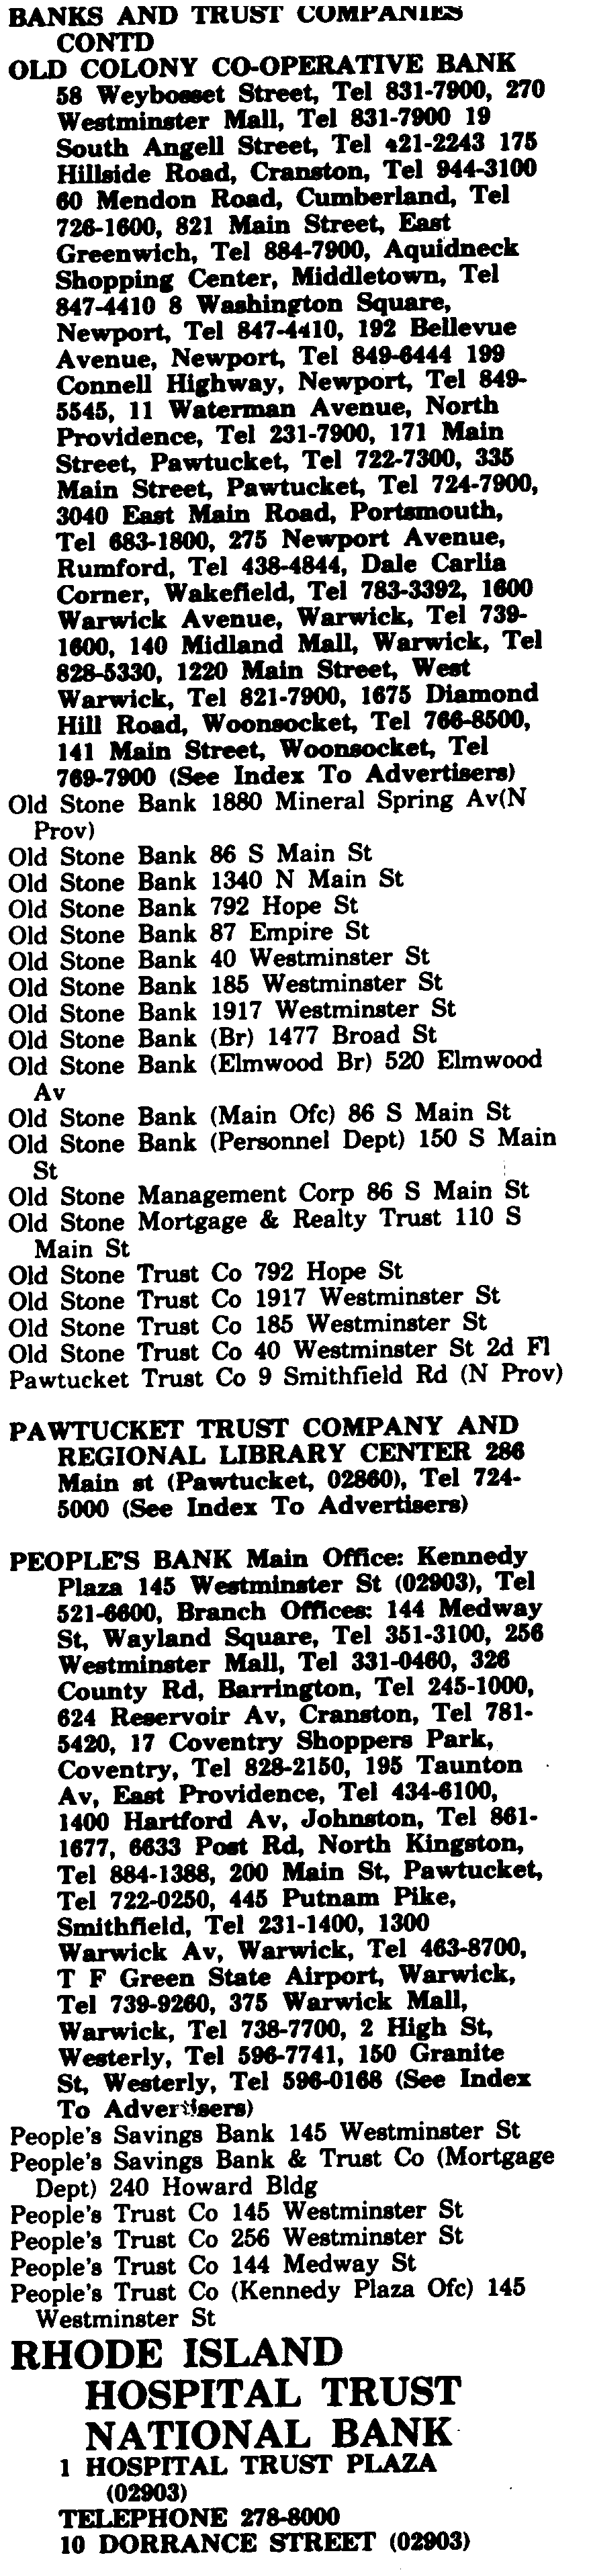 BANKS AND TRUST COMPANIES
CONTD
OLD COLONY CO-OPERATIVE BANK
58 Weybosset Street, Tel 831-7900, 270
Westminster Mall, Tel 831-7900 19
South Angell Street, Tel 421-2243 175
Hillside Road, Cranston, Tel 944-3100
60 Mendon Road, Cumberland, Tel
726-1600, 821 Main Street, East
Greenwich, Tel 884-7900, Aquidneck
Shopping Center, Middletown, Tel
847-4410 8 Washington Square,
Newport, Tel 847-4410, 192 Bellevue
Avenue, Newport, Tel 849-6444 199
Connell Highway, Newport, Tel 849-
5545, 11 Waterman Avenue, North
Providence, Tel 231-7900, 171 Main
Street, Pawtucket, Tel 722-7300, 335
Main Street, Pawtucket, Tel 724-7900,
3040 East Main Road, Portsmouth,
Tel 683-1800, 275 Newport Avenue,
Rumford, Tel 438-4844, Dale Carlia
Corner, Wakefield, Tel 783-3392, 1600
Warwick Avenue, Warwick, Tel 739-
1600, 140 Midland Mall, Warwick, Tel
828-5330, 1220 Main Street, West
Warwick, Tel 821-7900, 1675 Diamond
Hill Road, Woonsocket, Tel 766-8500,
141 Main Street, Woonsocket, Tel
769-7900 (See Index To Advertisers)
Old Stone Bank 1880 Mineral Spring Av(N
Prov)
Old Stone Bank 86 S Main St
Old Stone Bank 1340 N Main St
Old Stone Bank 792 Hope St
Old Stone Bank 87 Empire St
Old Stone Bank 40 Westminster St
Old Stone Bank 185 Westminster St
Old Stone Bank 1917 Westminster St
Old Stone Bank (Br) 1477 Broad St
Old Stone Bank (Elmwood Br) 520 Elmwood
Av
Old Stone Bank (Main Ofc) 86 S Main St
Old Stone Bank (Personnel Dept) 150 S Main
St
Old Stone Management Corp 86 S Main St
Old Stone Mortgage & Realty Trust 110 S
Main St
Old Stone Trust Co 792 Hope St
Old Stone Trust Co 1917 Westminster St
Old Stone Trust Co 185 Westminster St
Old Stone Trust Co 40 Westminster St 2d Fl
Pawtucket Trust Co 9 Smithfield Rd (N Prov)
PAWTUCKET TRUST COMPANY AND
REGIONAL LIBRARY CENTER 286
Main st (Pawtucket, 02860), Tel 724-
5000 (See Index To Advertisers)
PEOPLE'S BANK Main Office: Kennedy
Plaza 145 Westminster St (02903), Tel
521-6600, Branch Offices: 144 Medway
St, Wayland Square, Tel 351-3100, 256
Westminster Mall, Tel 331-0460, 326
County Rd, Barrington, Tel 245-1000,
624 Reservoir Av, Cranston, Tel 781-
5420, 17 Coventry Shoppers Park,
Coventry, Tel 828-2150, 195 Taunton
Av, East Providence, Tel 434-6100,
1400 Hartford Av, Johnston, Tel 861-
1677, 6633 Post Rd, North Kingston,
Tel 884-1388, 200 Main St, Pawtucket,
Tel 722-0250, 445 Putnam Pike,
Smithfield, Tel 231-1400, 1300
Warwick Av, Warwick, Tel 463-8700,
T F Green State Airport, Warwick,
Tel 739-9260, 375 Warwick Mall,
Warwick, Tel 738-7700, 2 High St,
Westerly, Tel 596-7741, 150 Granite
St, Westerly, Tel 596-0168 (See Index
To Advertisers)
People's Savings Bank 145 Westminster St
People's Savings Bank & Trust Co (Mortgage
Dept) 240 Howard Bldg
People's Trust Co 145 Westminster St
People's Trust Co 256 Westminster St
People's Trust Co 144 Medway St
People's Trust Co (Kennedy Plaza Ofc) 145
Westminster St
RHODE ISLAND
HOSPITAL TRUST
NATIONAL BANK
1 HOSPITAL TRUST PLAZA
(02903)
TELEPHONE 278-8000
10 DORRANCE STREET (02903)